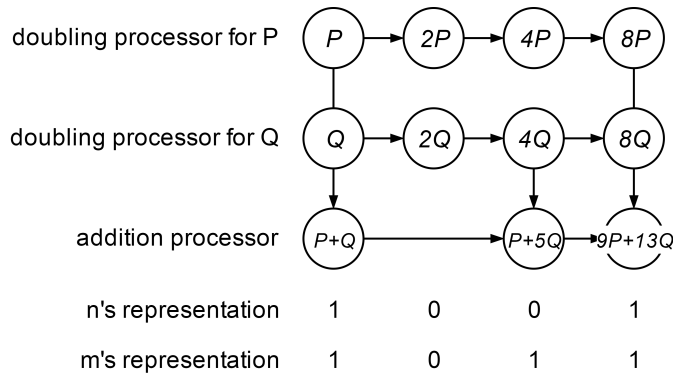 doubling processor for P P 2P 4P 8P
doubling processor for Q Q 2Q 4Q 8Q
addition processor P+Q P+5Q 9P+13Q
n's representation 1 0 0 1
m's representation 1 0 1 1